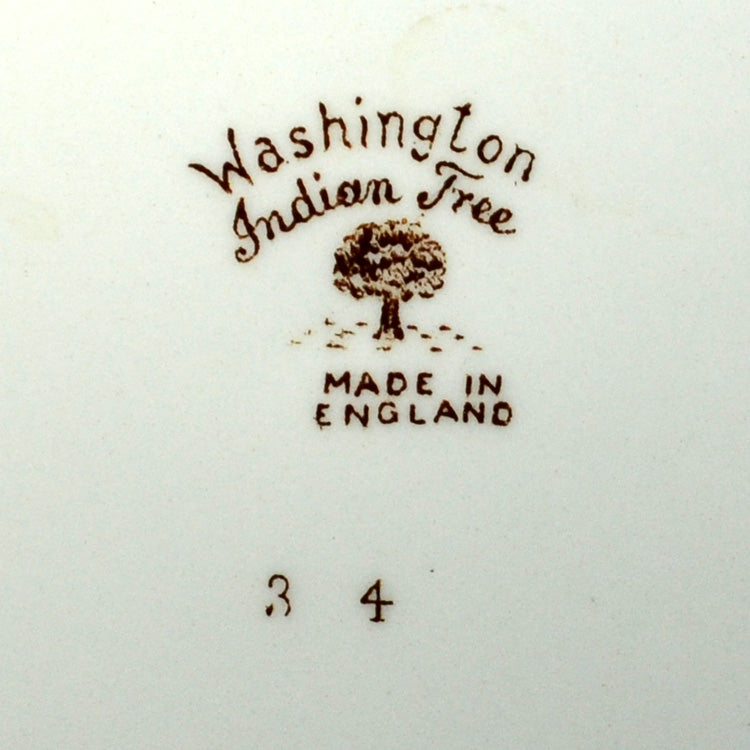 Washington
Indian Tree
MADE IN
ENGLAND
3 4